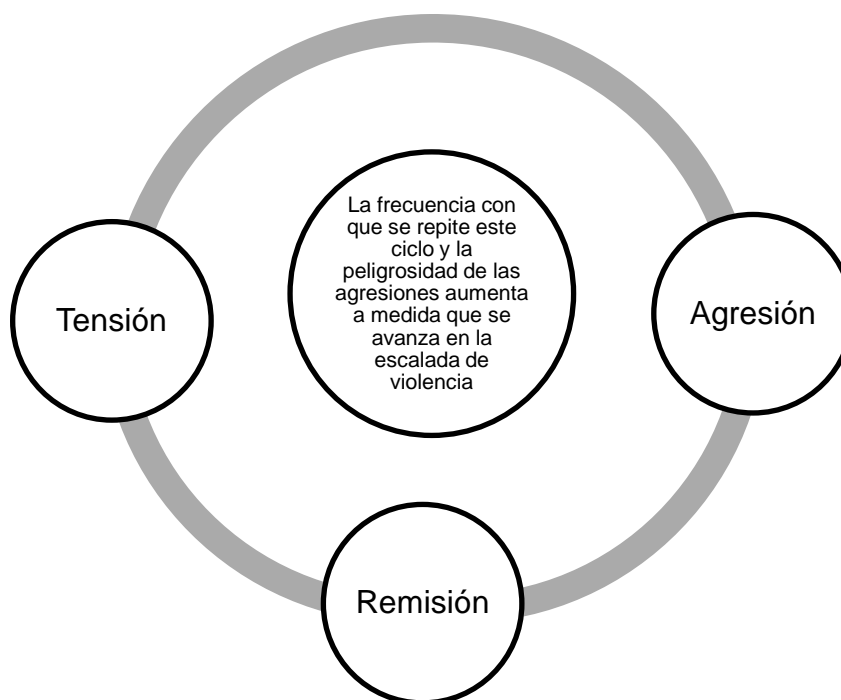 La frecuencia con
que se repite este
ciclo y la
peligrosidad de las
agresiones aumenta
a medida que se
avanza en la
escalada de
violencia
Tensión
Agresión
Remisión